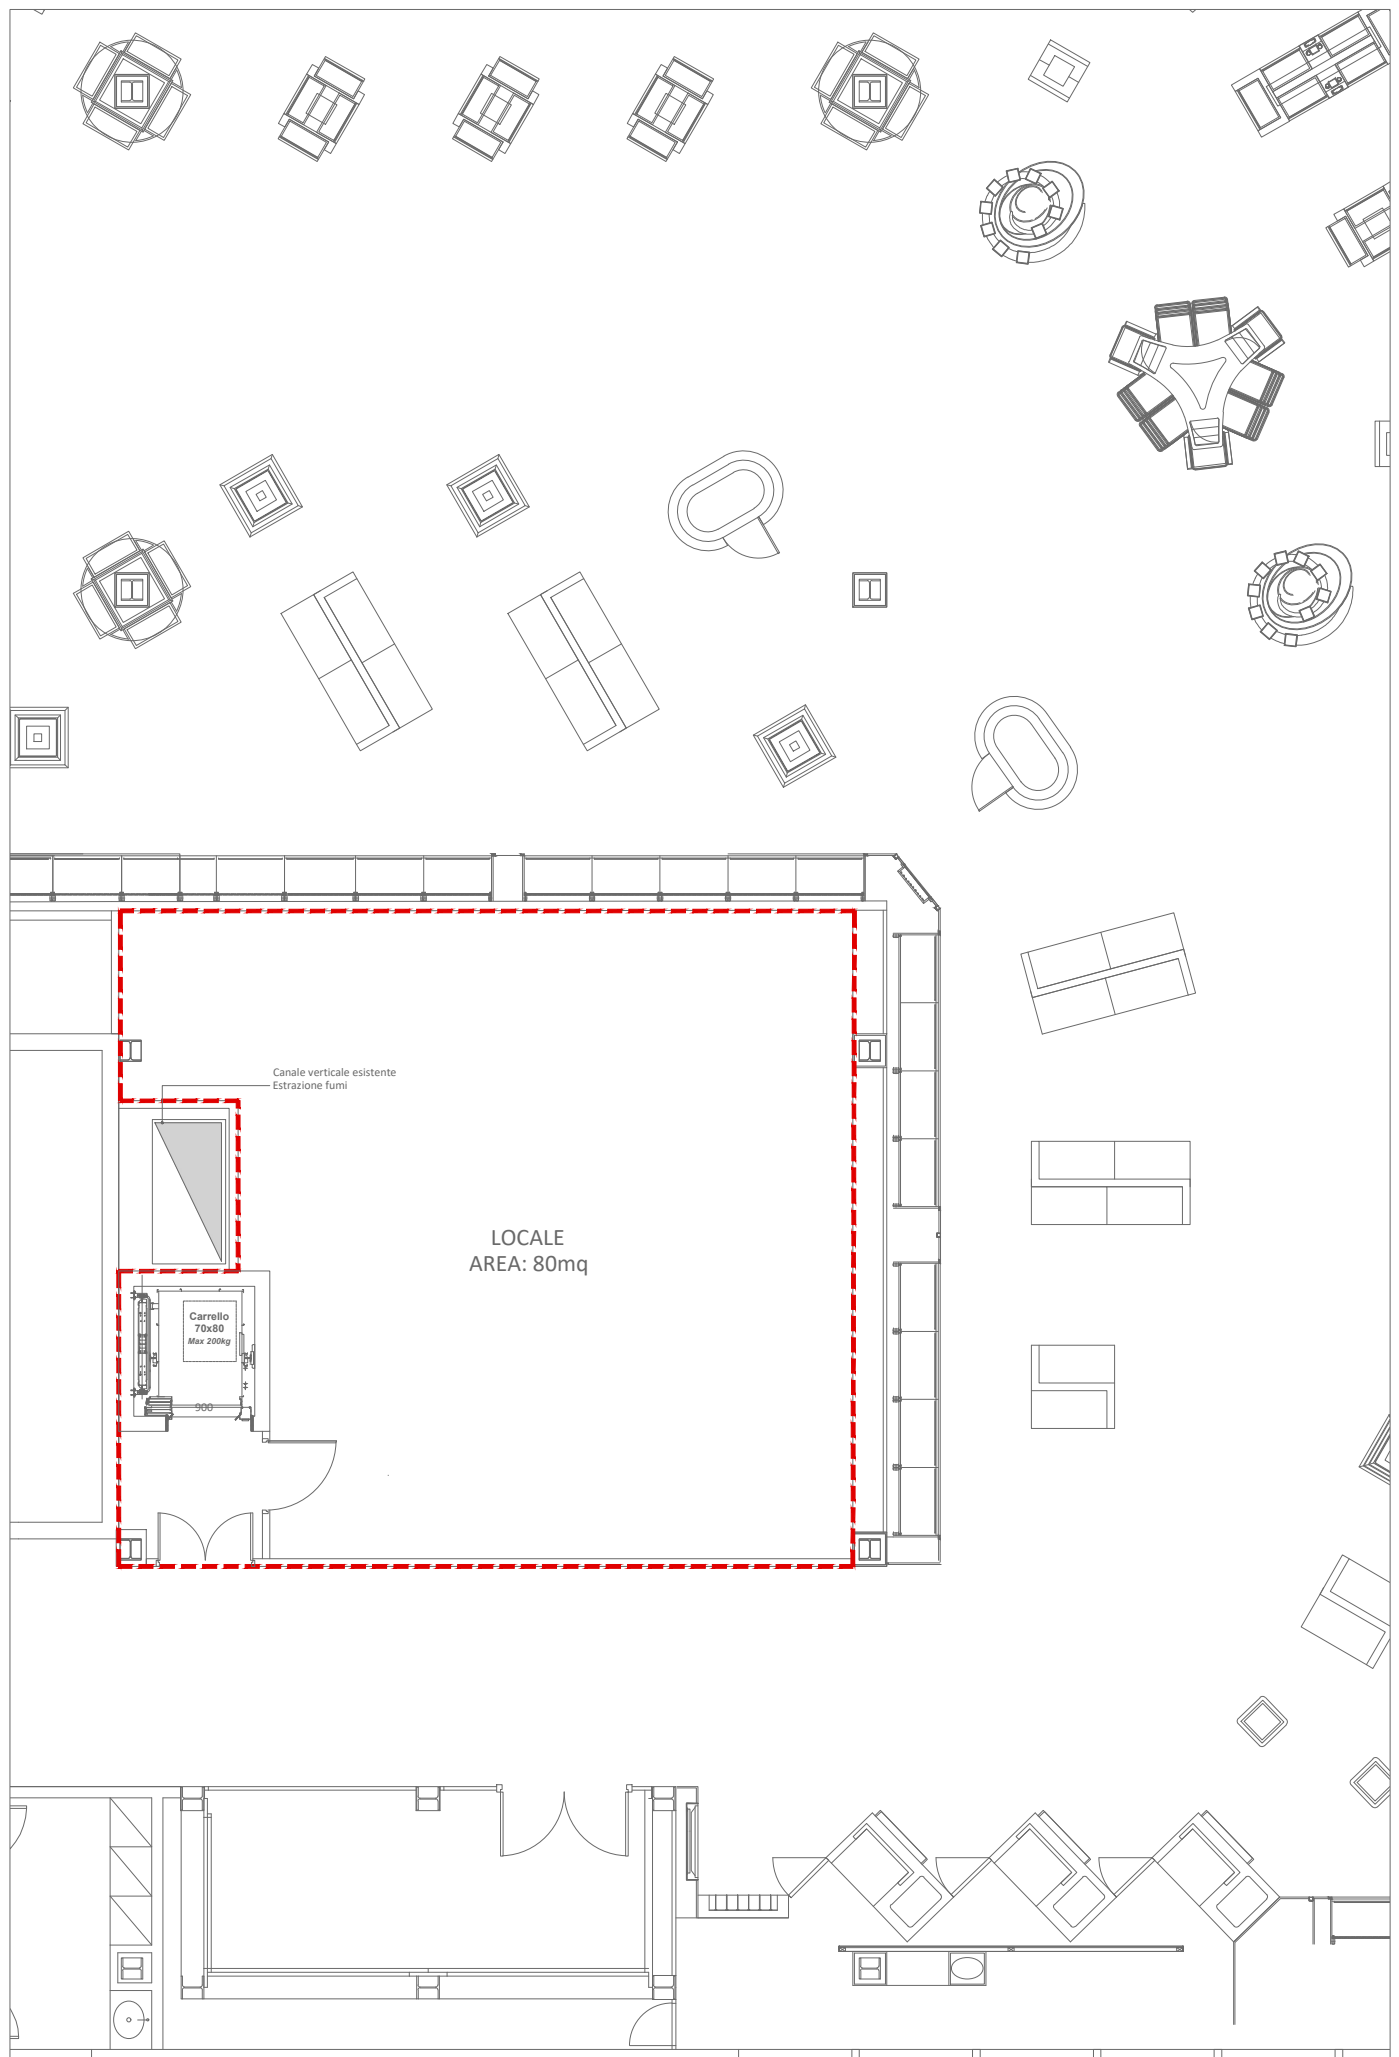 Canale verticale esistente
Estrazione fumi
LOCALE
AREA: 80mq
Carrello
70x80
Max 200kg
900